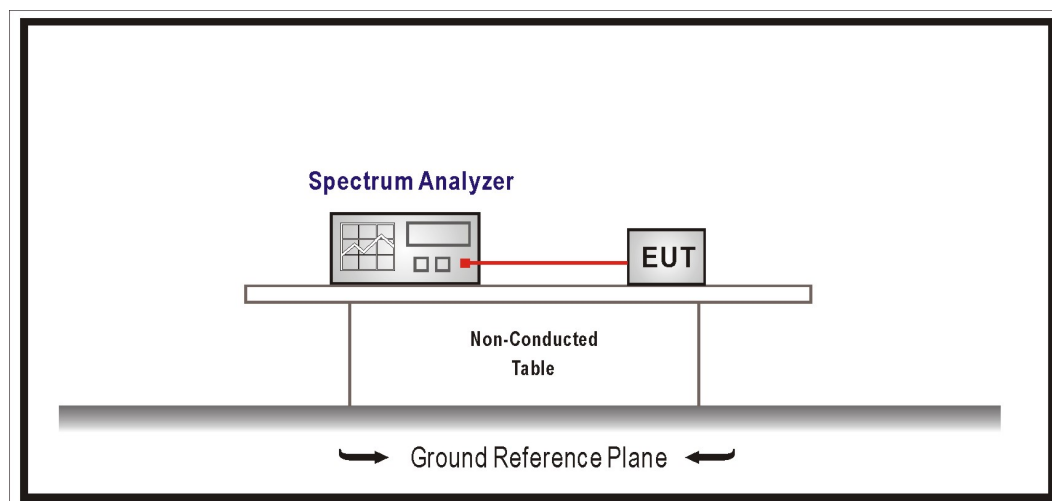 Spectrum Analyzer
EUT
Non-Conducted
Table
Ground Reference Plane